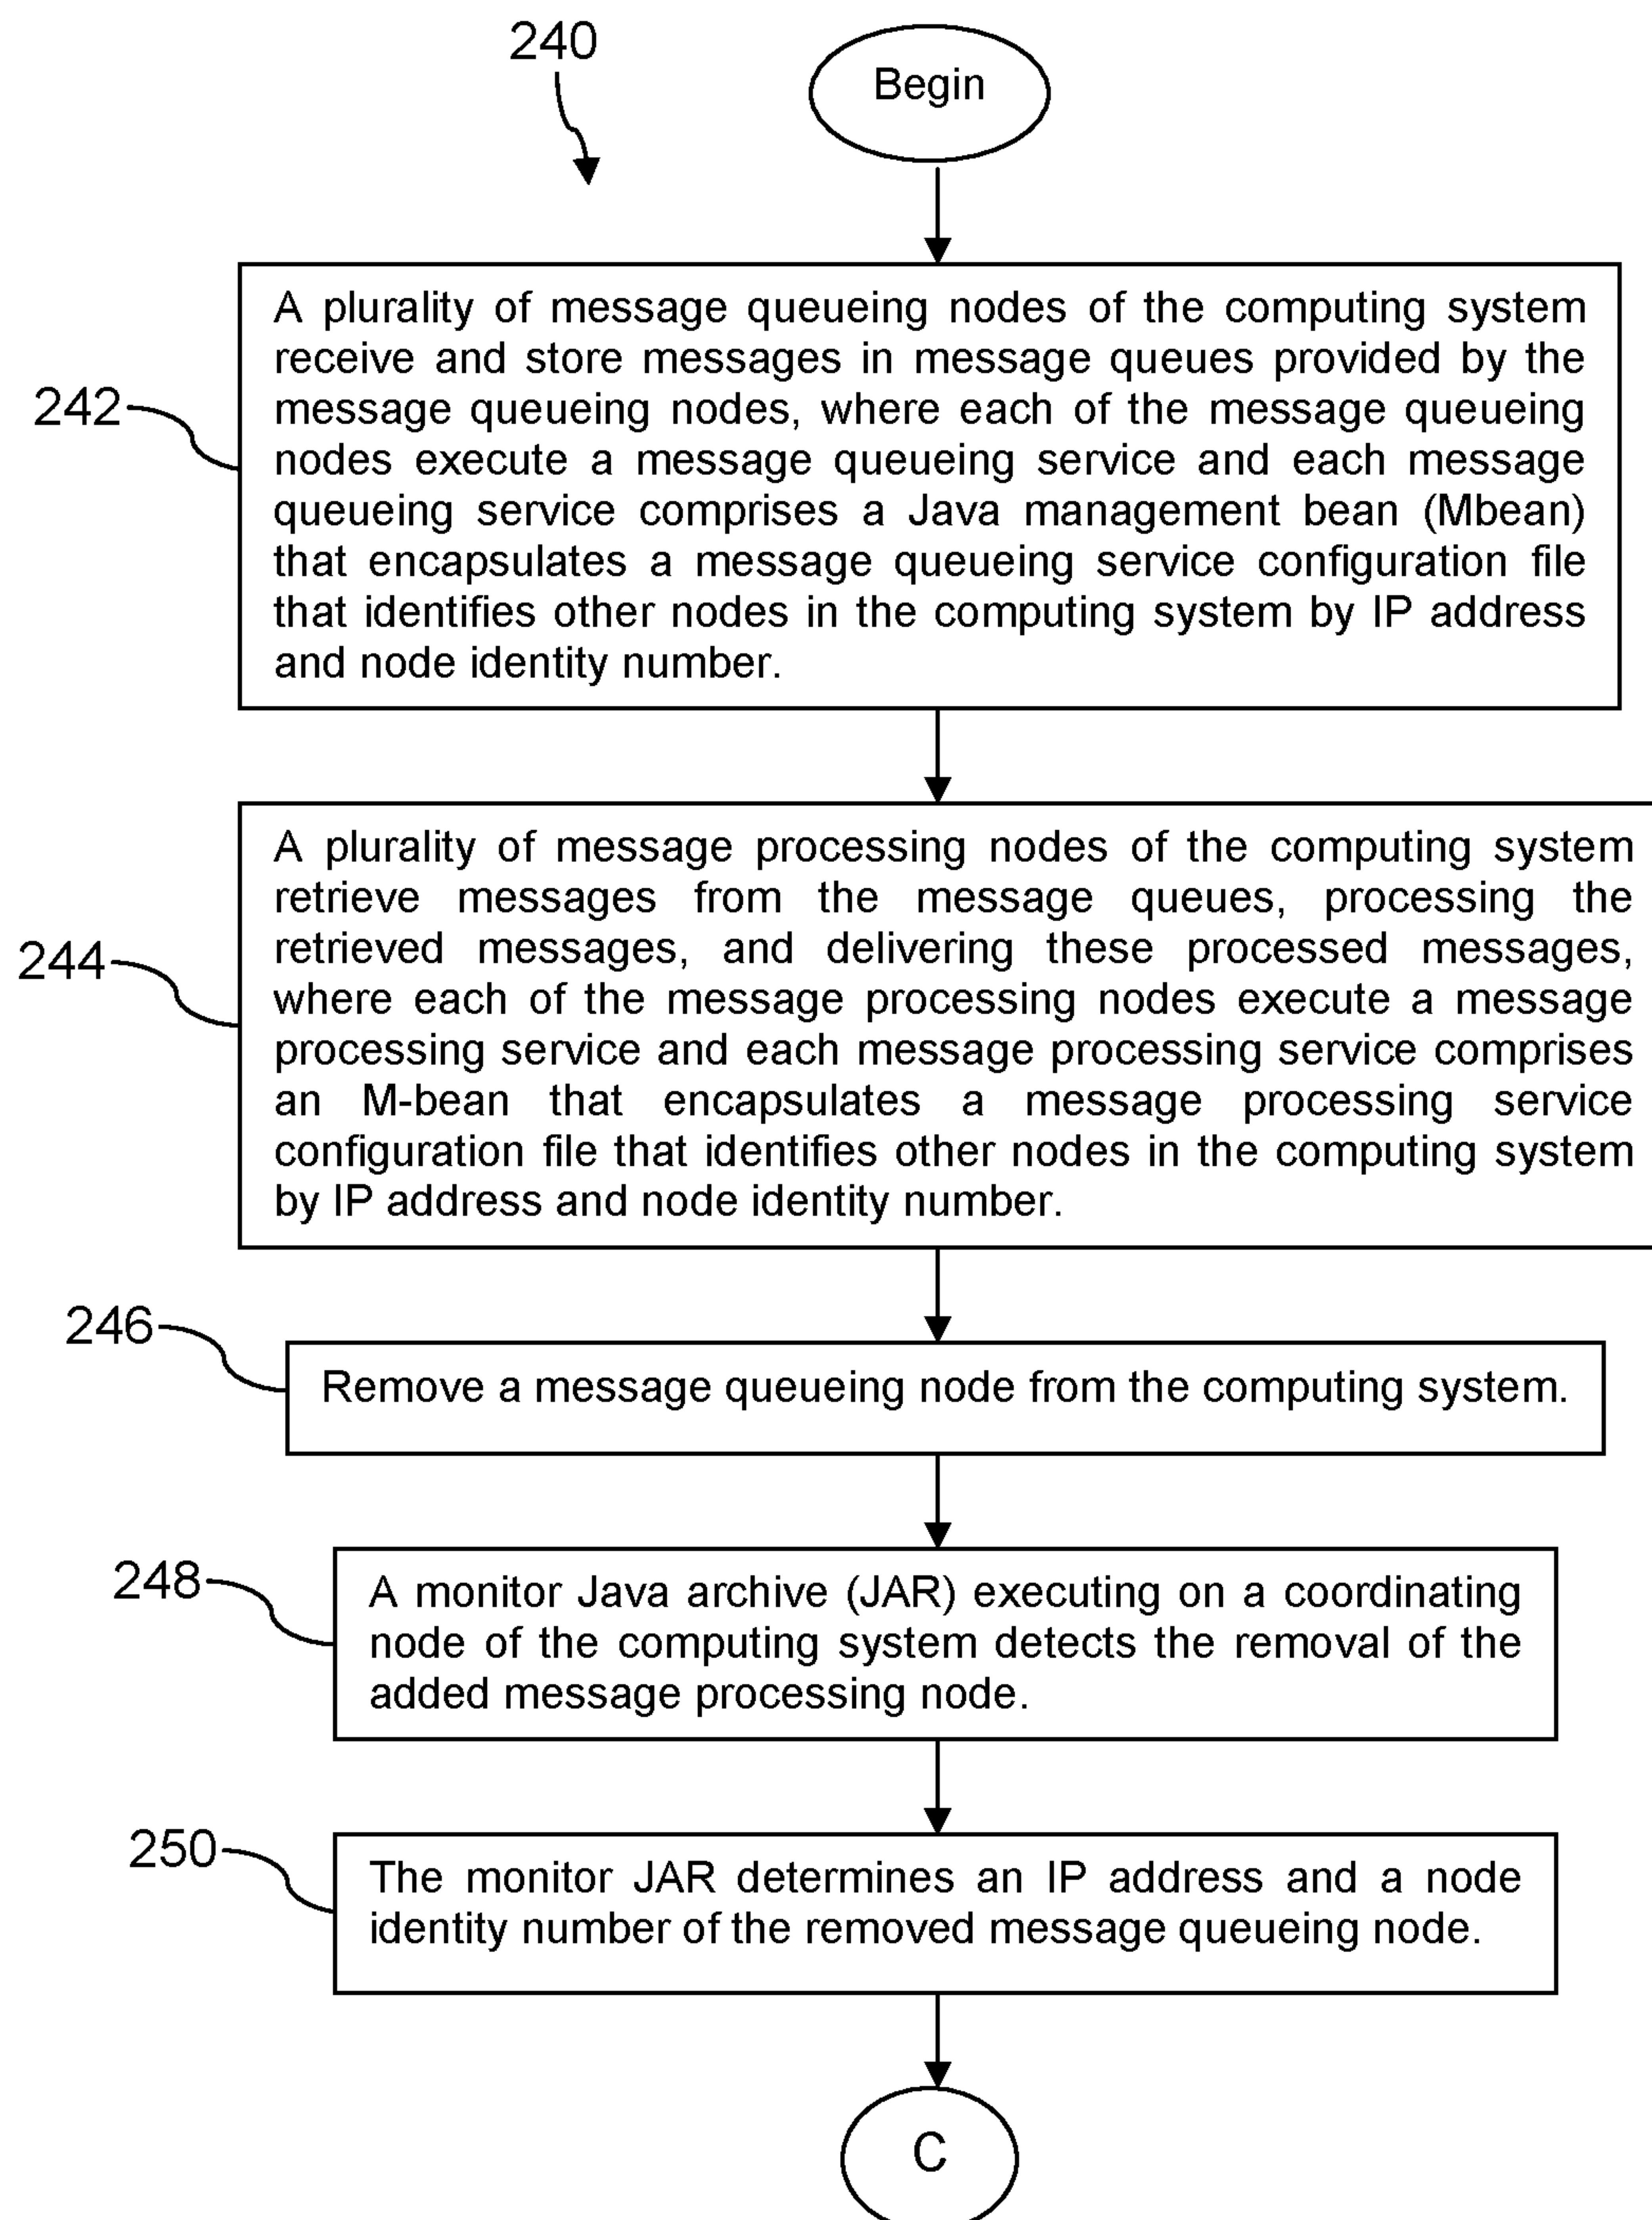 240
Begin
242
A plurality of message queueing nodes of the computing system
receive and store messages in message queues provided by the
message queueing nodes, where each of the message queueing
nodes execute a message queueing service and each message
queueing service comprises a Java management bean (Mbean)
that encapsulates a message queueing service configuration file
that identifies other nodes in the computing system by IP address
and node identity number.
244
A plurality of message processing nodes of the computing system
retrieve messages from the message queues, processing the
retrieved messages, and delivering these processed messages,
where each of the message processing nodes execute a message
processing service and each message processing service comprises
an M-bean that encapsulates a message processing service
configuration file that identifies other nodes in the computing system
by IP address and node identity number.
246
Remove a message queueing node from the computing system.
248
A monitor Java archive (JAR) executing on a coordinating
node of the computing system detects the removal of the
added message processing node.
250
The monitor JAR determines an IP address and a node
identity number of the removed message queueing node.
C